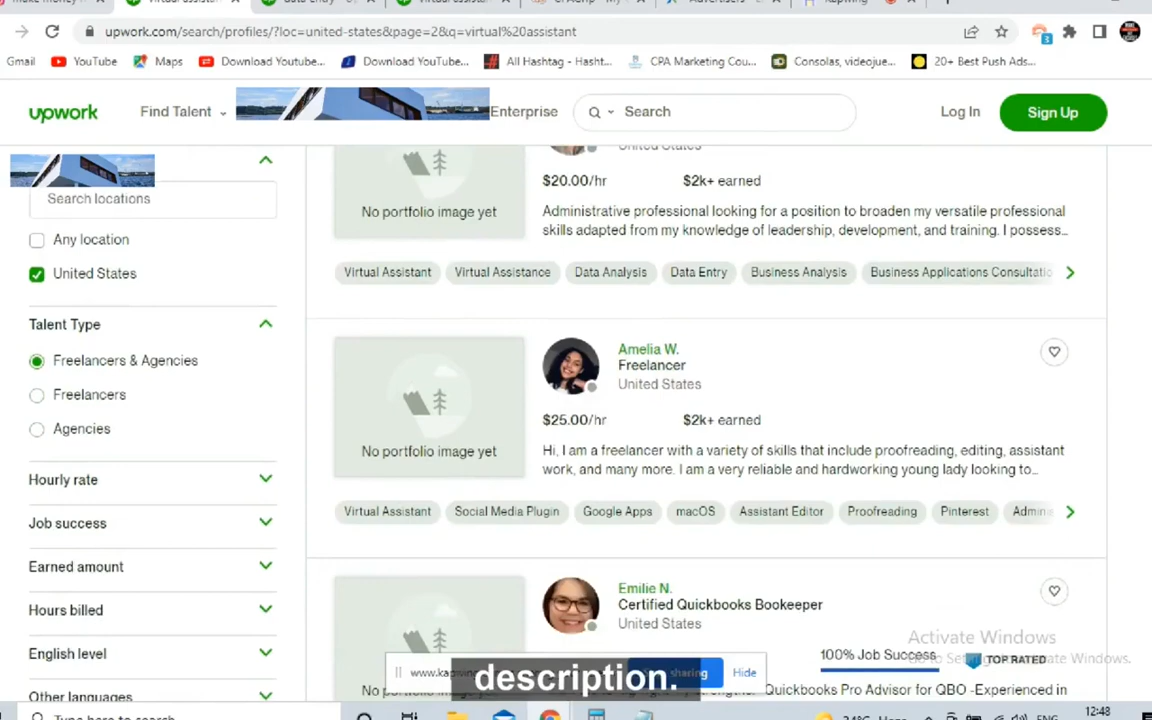 upwork.com/search/profiles/?loc=united-states&page=2&q=virtual%20assistant
3
Gmail YouTube Maps Download Youtube... Download YouTube... All Hashtag - Hasht... CPA Marketing Cou... Consolas, videojue... 20+ Best Push Ads...
upwork Find Talent Enterprise Search Log In Sign Up
Search locations
Any location
United States
Talent Type
Freelancers & Agencies
Freelancers
Agencies
Hourly rate
Job success
Earned amount
Hours billed
English level
Other languages
United States
No portfolio image yet
$20.00/hr $2k+ earned
Administrative professional looking for a position to broaden my versatile professional
skills adapted from my knowledge of leadership, development, and training. I possess...
Virtual Assistant Virtual Assistance Data Analysis Data Entry Business Analysis Business Applications Consultatio
Amelia W.
Freelancer
United States
No portfolio image yet
$25.00/hr $2k+ earned
Hi, I am a freelancer with a variety of skills that include proofreading, editing, assistant
work, and many more. I am a very reliable and hardworking young lady looking to...
Virtual Assistant Social Media Plugin Google Apps macOS Assistant Editor Proofreading Pinterest
Emilie N.
Certified Quickbooks Bookeeper
United States
100% Job Success TOP RATED
Activate Windows
Hide
description.
Quickbooks Pro Advisor for QBO -Experienced in
Type here to search
12:48
ENG